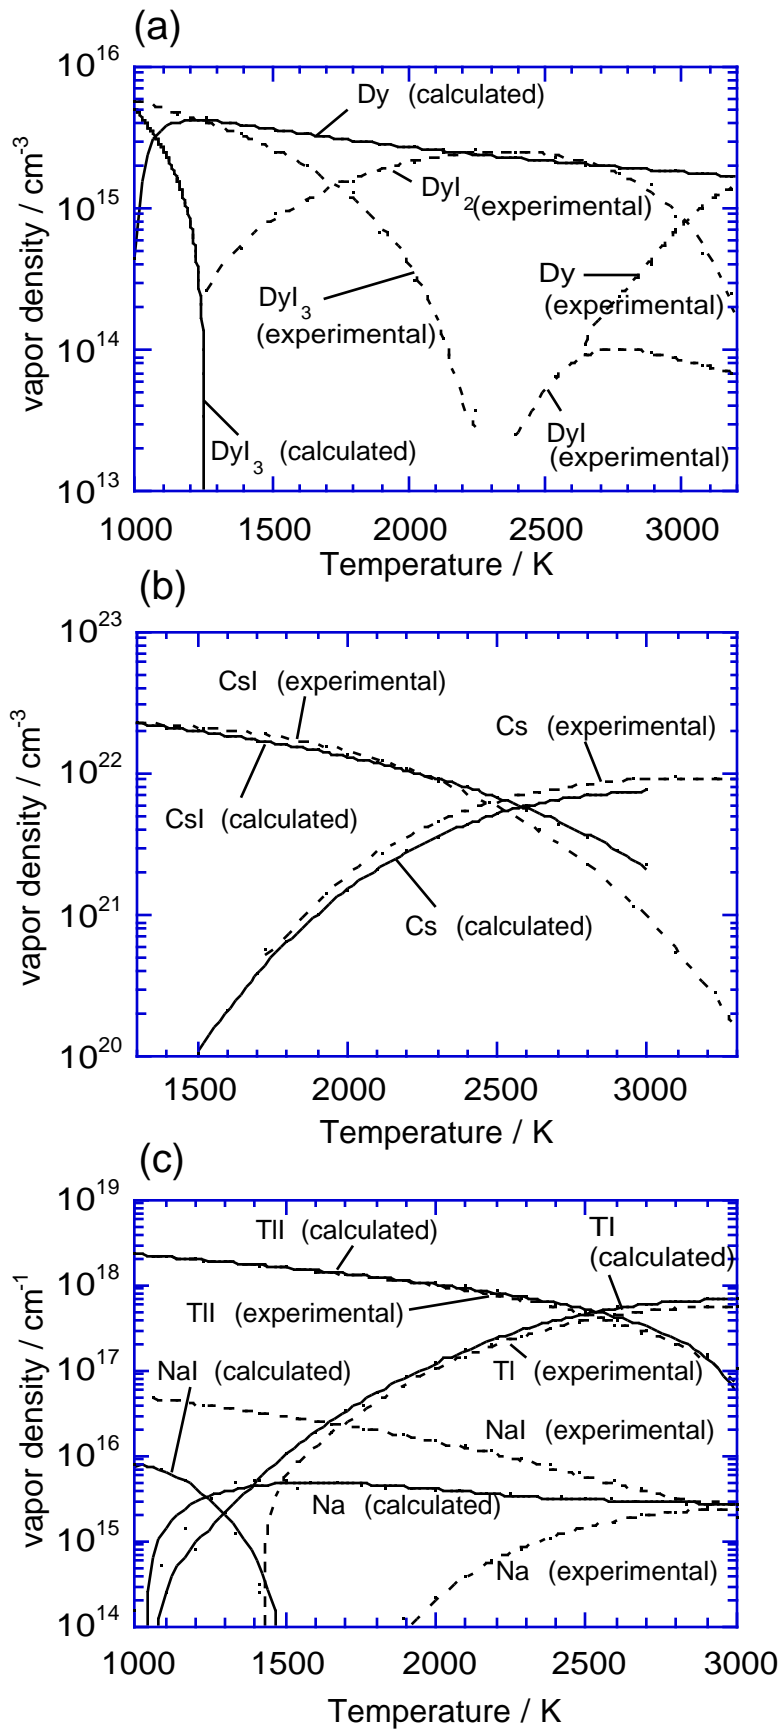 (a)
10^16
Dy (calculated)
10^15
DyI_2 (experimental)
vapor density / cm^-3
DyI_3
(experimental)
Dy
(experimental)
10^14
DyI
(experimental)
DyI_3 (calculated)
10^13
1000 1500 2000 2500 3000
Temperature / K
(b)
10^23
CsI (experimental)
Cs (experimental)
10^22
vapor density / cm^-3
CsI (calculated)
10^21
Cs (calculated)
10^20
1500 2000 2500 3000
Temperature / K
(c)
10^19
TlI (calculated)
Tl
(calculated)
10^18
TlI (experimental)
vapor density / cm^-1
10^17
NaI (calculated)
Tl (experimental)
NaI (experimental)
10^16
Na (calculated)
10^15
Na (experimental)
10^14
1000 1500 2000 2500 3000
Temperature / K